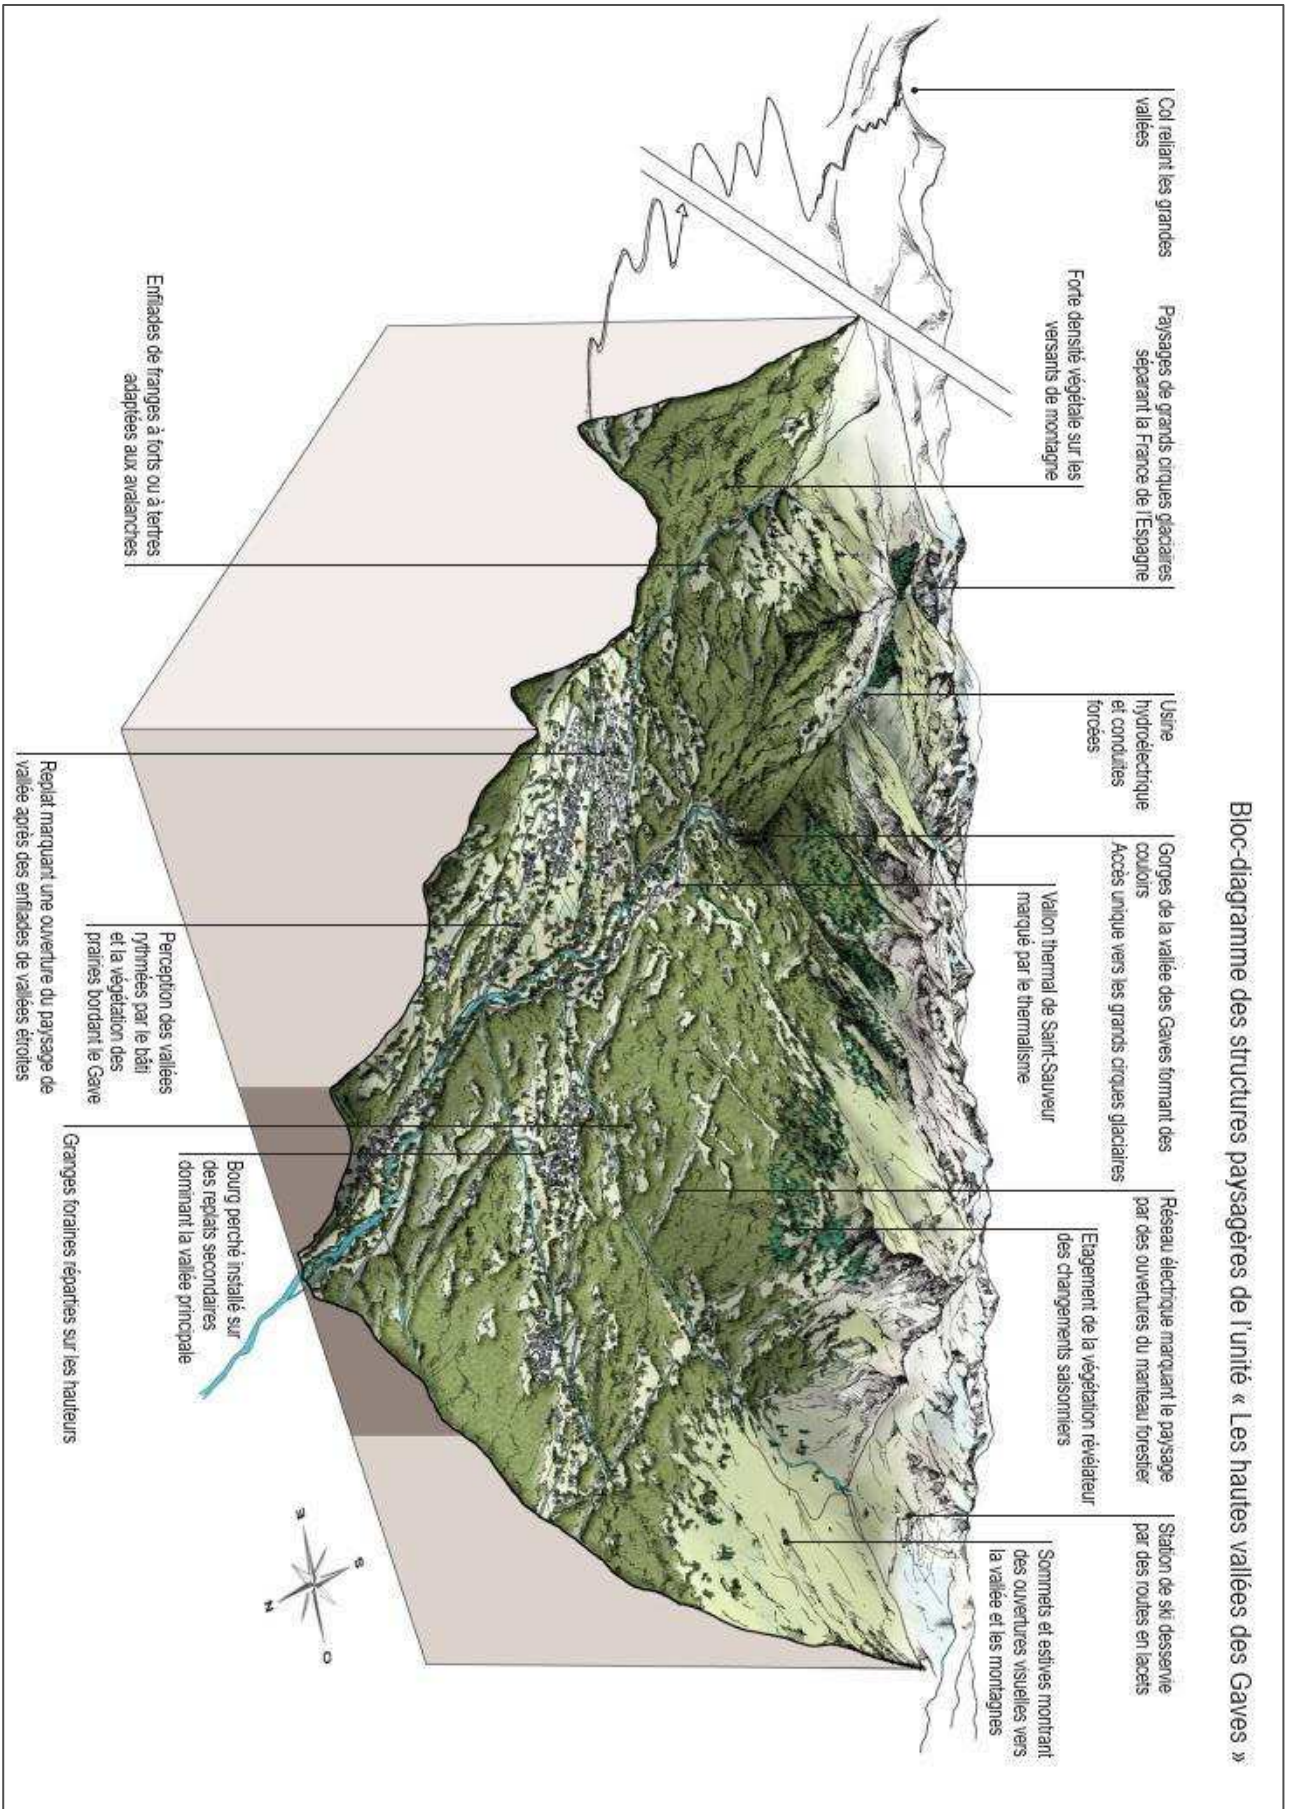 Bloc-diagramme des structures paysagères de l'unité « Les hautes vallées des Gaves »
Col reliant les grandes
vallées
Paysages de grands cirques glaciaires
séparant la France de l'Espagne
Usine
hydroélectrique
et conduites
forcées
Gorges de la vallée des Gaves formant des
couloirs
Accès unique vers les grands cirques glaciaires
Réseau électrique marquant le paysage
par des ouvertures du manteau forestier
Station de ski desservie
par des routes en lacets
Forte densité végétale sur les
versants de montagne
Vallon thermal de Saint-Sauveur
marqué par le thermalisme
Etagement de la végétation révélateur
des changements saisonniers
Sommets et estives montrant
des ouvertures visuelles vers
la vallée et les montagnes
Enfilades de franges à forts ou à tertres
adaptées aux avalanches
Replat marquant une ouverture du paysage de
vallée après des enfilades de vallées étroites
Perception des vallées
rythmées par le bâti
et la végétation des
prairies bordant le Gave
Bourg perché installé sur
des replats secondaires
dominant la vallée principale
Granges foraines réparties sur les hauteurs
E
S
N
O